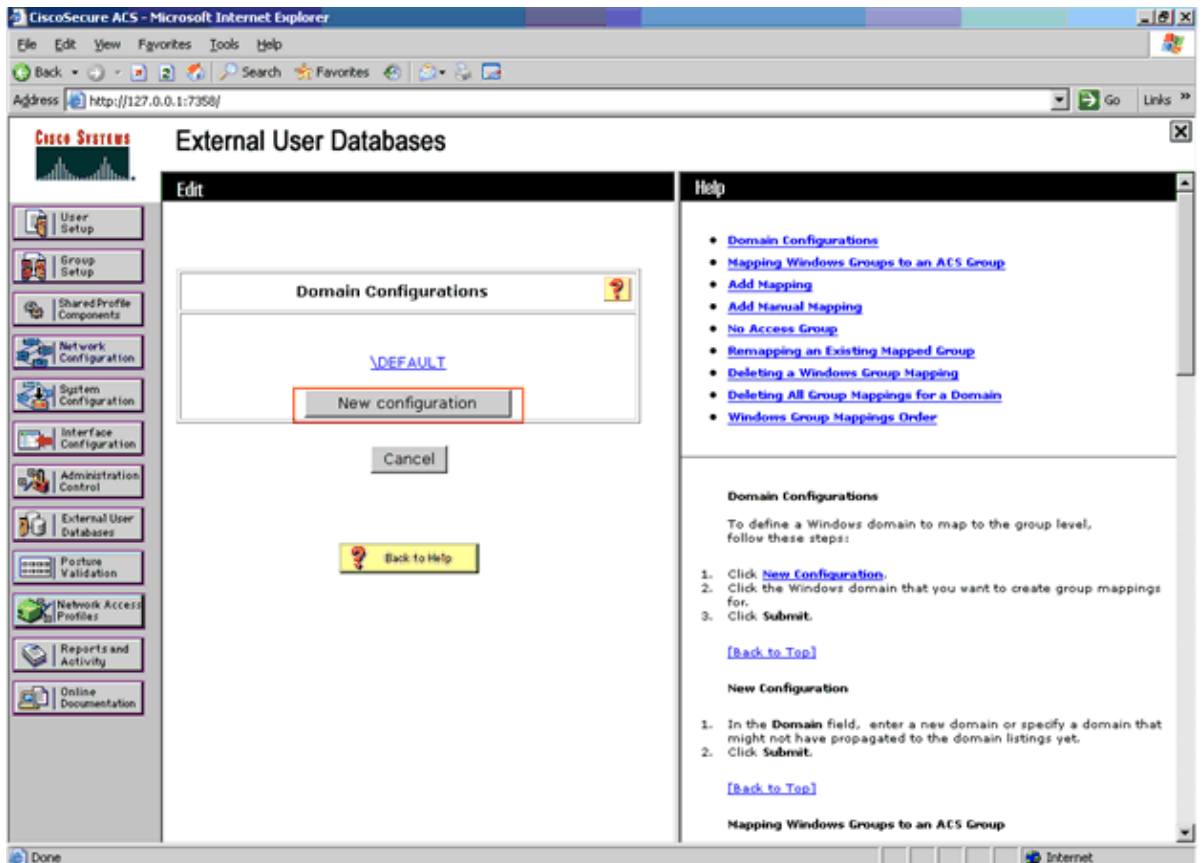 CiscoSecure ACS - Microsoft Internet Explorer
File Edit View Favorites Tools Help
Back Search Favorites
Address http://127.0.0.1:7358/ Go Links »
CISCO SYSTEMS
External User Databases
User
Setup
Group
Setup
Shared Profile
Components
Network
Configuration
System
Configuration
Interface
Configuration
Administration
Control
External User
Databases
Posture
Validation
Network Access
Profiles
Reports and
Activity
Online
Documentation
Edit
Domain Configurations
?
\DEFAULT
New configuration
Cancel
? Back to Help
Help
• Domain Configurations
• Mapping Windows Groups to an ACS Group
• Add Mapping
• Add Manual Mapping
• No Access Group
• Remapping an Existing Mapped Group
• Deleting a Windows Group Mapping
• Deleting All Group Mappings for a Domain
• Windows Group Mappings Order
Domain Configurations
To define a Windows domain to map to the group level,
follow these steps:
1. Click New Configuration.
2. Click the Windows domain that you want to create group mappings
for.
3. Click Submit.
[Back to Top]
New Configuration
1. In the Domain field, enter a new domain or specify a domain that
might not have propagated to the domain listings yet.
2. Click Submit.
[Back to Top]
Mapping Windows Groups to an ACS Group
Done
Internet